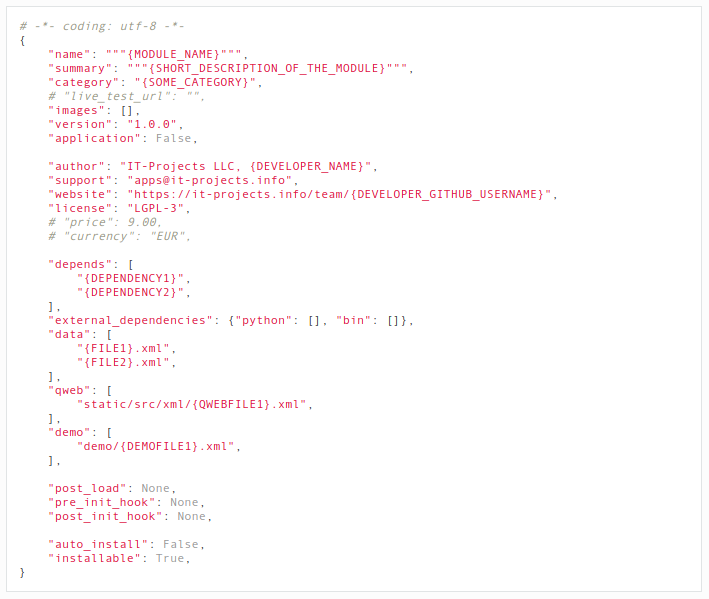 # -*- coding: utf-8 -*-
{
    "name": """{MODULE_NAME}""",
    "summary": """{SHORT_DESCRIPTION_OF_THE_MODULE}""",
    "category": "{SOME_CATEGORY}",
    # "live_test_url": "",
    "images": [],
    "version": "1.0.0",
    "application": False,

    "author": "IT-Projects LLC, {DEVELOPER_NAME}",
    "support": "apps@it-projects.info",
    "website": "https://it-projects.info/team/{DEVELOPER_GITHUB_USERNAME}",
    "license": "LGPL-3",
    # "price": 9.00,
    # "currency": "EUR",

    "depends": [
        "{DEPENDENCY1}",
        "{DEPENDENCY2}",
    ],
    "external_dependencies": {"python": [], "bin": []},
    "data": [
        "{FILE1}.xml",
        "{FILE2}.xml",
    ],
    "qweb": [
        "static/src/xml/{QWEBFILE1}.xml",
    ],
    "demo": [
        "demo/{DEMOFILE1}.xml",
    ],

    "post_load": None,
    "pre_init_hook": None,
    "post_init_hook": None,

    "auto_install": False,
    "installable": True,
}